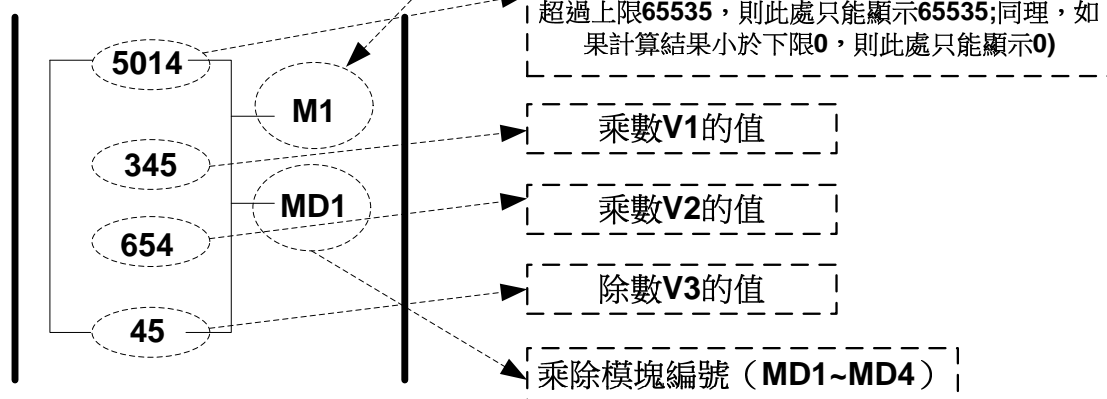 超過上限65535，則此處只能顯示65535;同理，如
果計算結果小於下限0，則此處只能顯示0)
5014
M1
345
MD1
654
45
乘數V1的值
乘數V2的值
除數V3的值
乘除模塊編號（MD1~MD4）